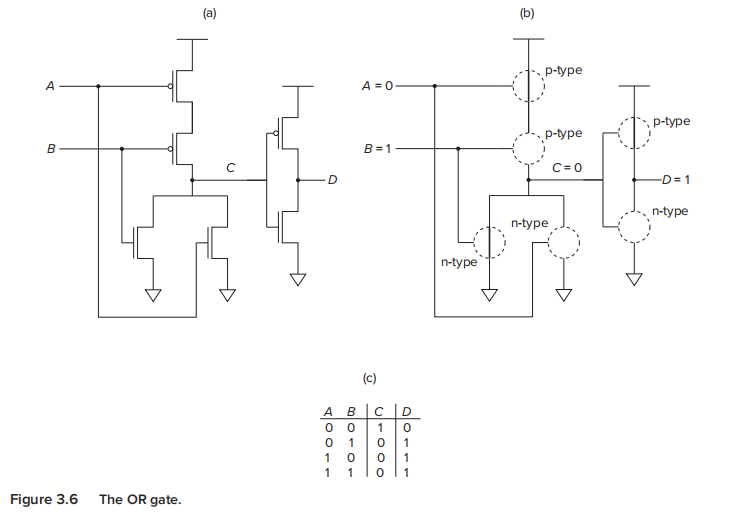 (a)
(b)
A
B
C
D
A = 0
B = 1
p-type
p-type
p-type
C = 0
D = 1
n-type
n-type
n-type
(c)
A B C D
0 0 1 0
0 1 0 1
1 0 0 1
1 1 0 1
Figure 3.6 The OR gate.